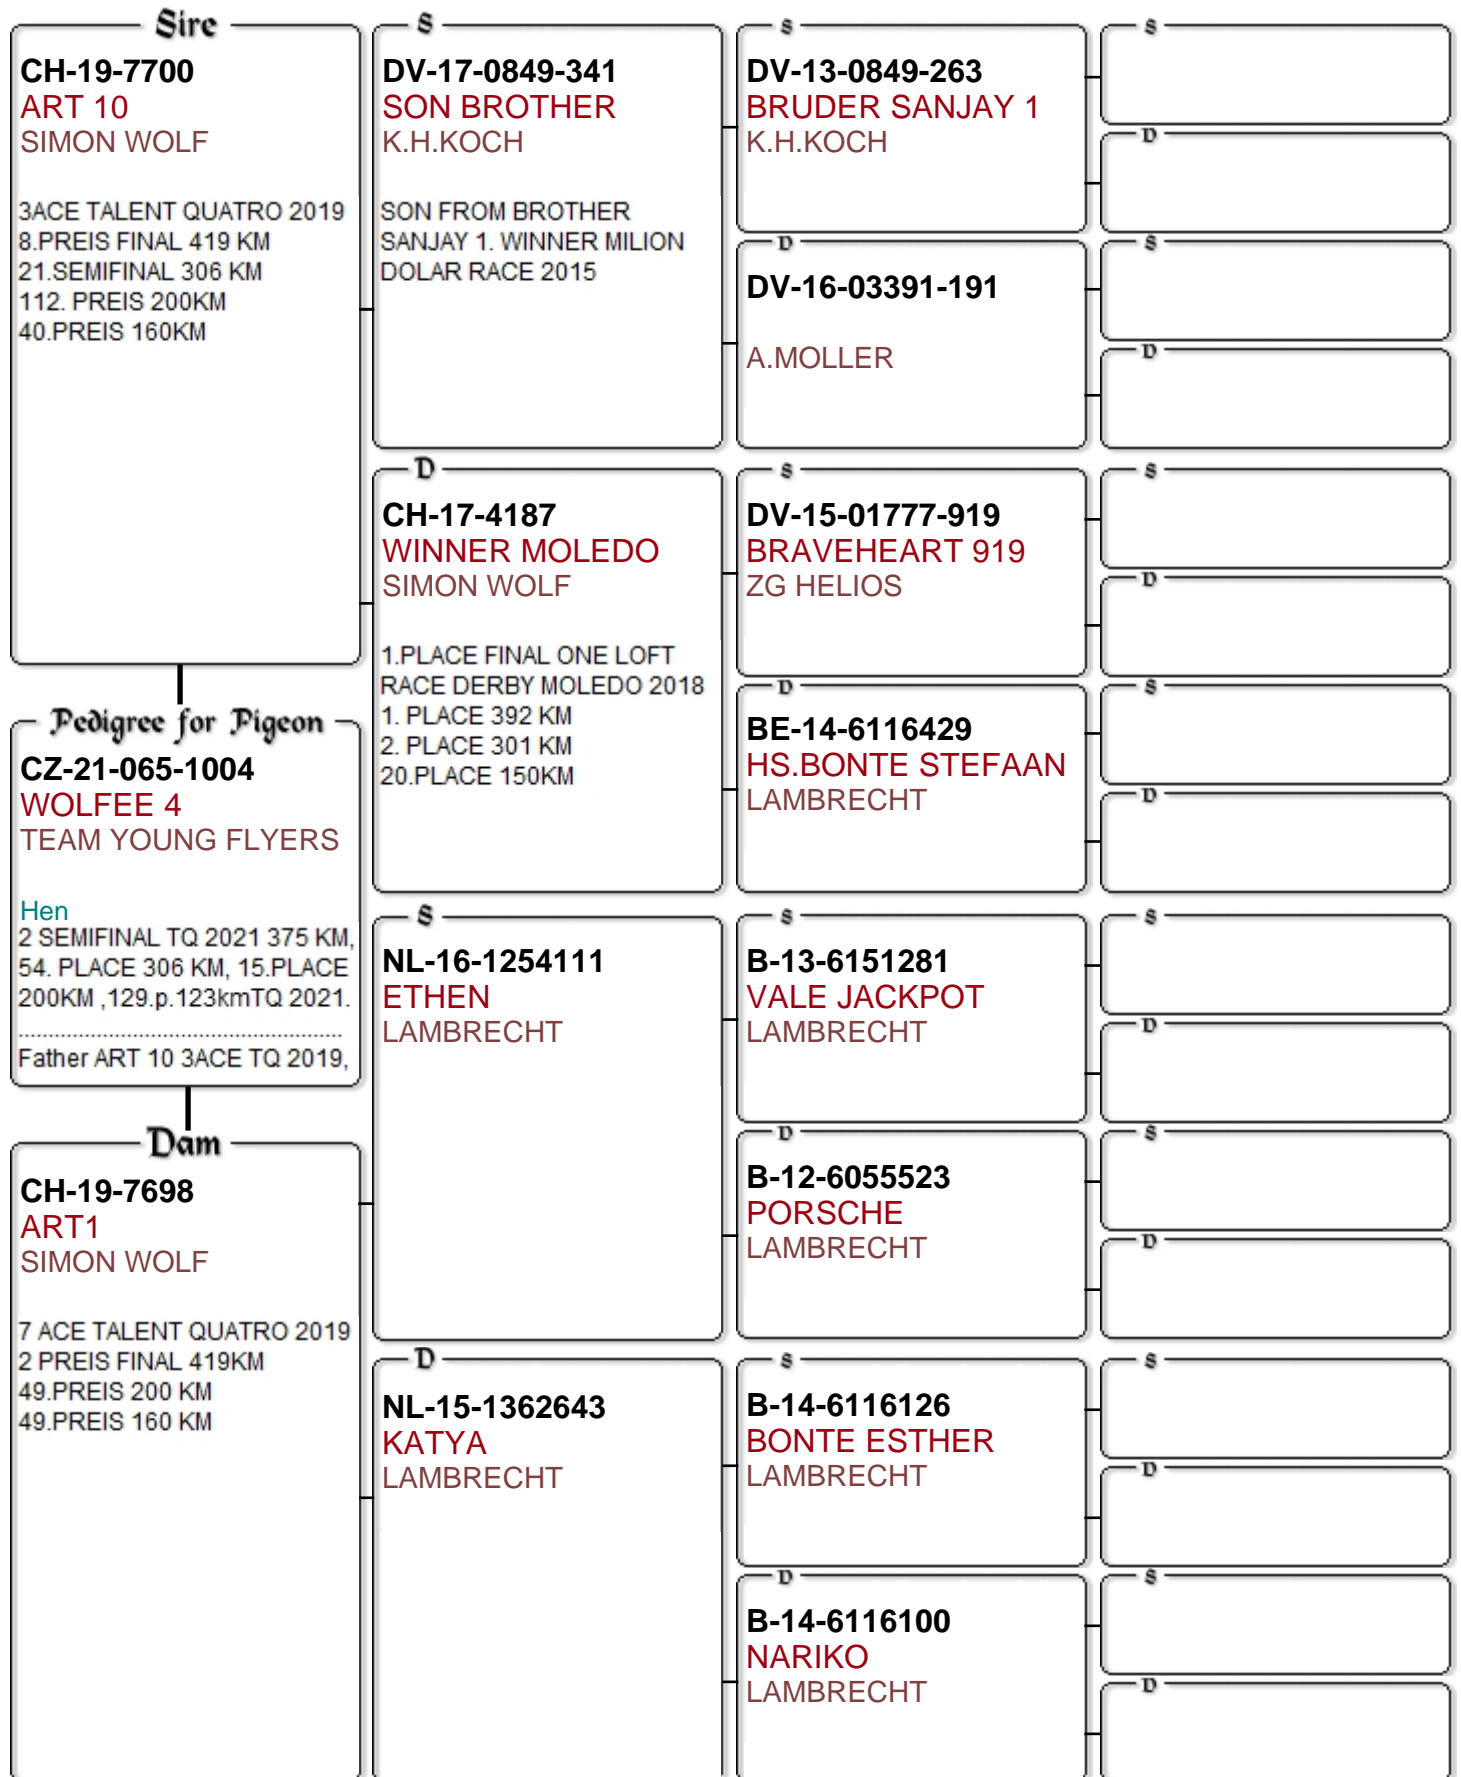 Sire
CH-19-7700
ART 10
SIMON WOLF
3ACE TALENT QUATRO 2019
8.PREIS FINAL 419 KM
21.SEMIFINAL 306 KM
112. PREIS 200KM
40.PREIS 160KM
Pedigree for Pigeon
CZ-21-065-1004
WOLFEE 4
TEAM YOUNG FLYERS
Hen
2 SEMIFINAL TQ 2021 375 KM,
54. PLACE 306 KM, 15.PLACE
200KM ,129.p.123kmTQ 2021.
......................................................
Father ART 10 3ACE TQ 2019,
Dam
CH-19-7698
ART1
SIMON WOLF
7 ACE TALENT QUATRO 2019
2 PREIS FINAL 419KM
49.PREIS 200 KM
49.PREIS 160 KM
S
DV-17-0849-341
SON BROTHER
K.H.KOCH
SON FROM BROTHER
SANJAY 1. WINNER MILION
DOLAR RACE 2015
D
CH-17-4187
WINNER MOLEDO
SIMON WOLF
1.PLACE FINAL ONE LOFT
RACE DERBY MOLEDO 2018
1. PLACE 392 KM
2. PLACE 301 KM
20.PLACE 150KM
S
NL-16-1254111
ETHEN
LAMBRECHT
D
NL-15-1362643
KATYA
LAMBRECHT
S
DV-13-0849-263
BRUDER SANJAY 1
K.H.KOCH
D
DV-16-03391-191
A.MOLLER
S
DV-15-01777-919
BRAVEHEART 919
ZG HELIOS
D
BE-14-6116429
HS.BONTE STEFAAN
LAMBRECHT
S
B-13-6151281
VALE JACKPOT
LAMBRECHT
D
B-12-6055523
PORSCHE
LAMBRECHT
S
B-14-6116126
BONTE ESTHER
LAMBRECHT
D
B-14-6116100
NARIKO
LAMBRECHT
S
D
S
D
S
D
S
D
S
D
S
D
S
D
S
D